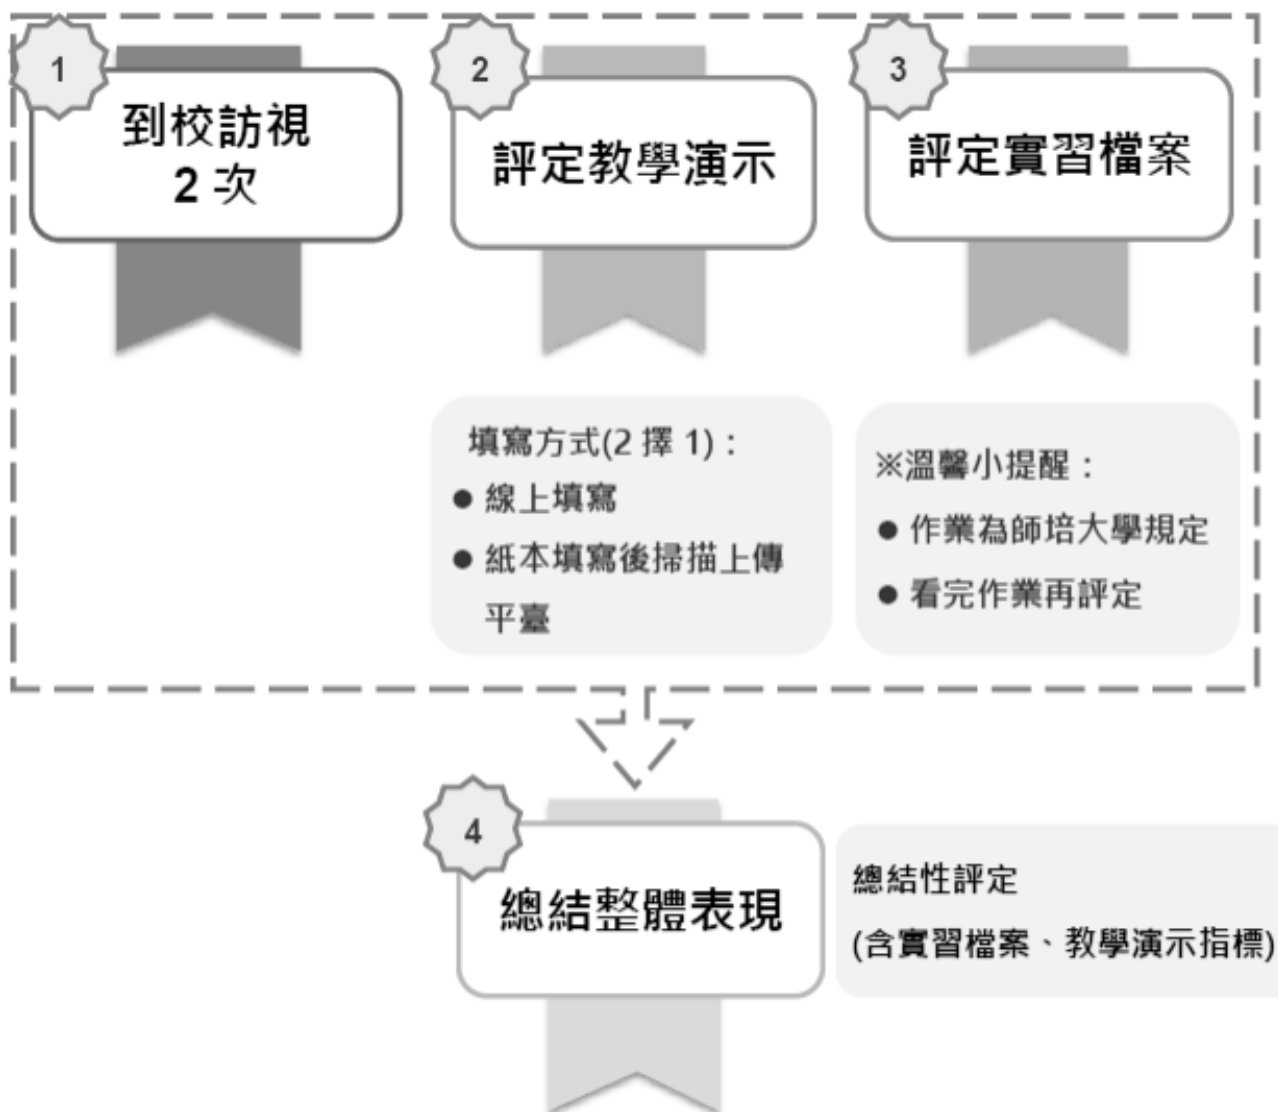 1
到校訪視
2 次
2
評定教學演示
3
評定實習檔案
填寫方式(2 擇 1)：
● 線上填寫
● 紙本填寫後掃描上傳
平臺
※溫馨小提醒：
● 作業為師培大學規定
● 看完作業再評定
4
總結整體表現
總結性評定
(含實習檔案、教學演示指標)